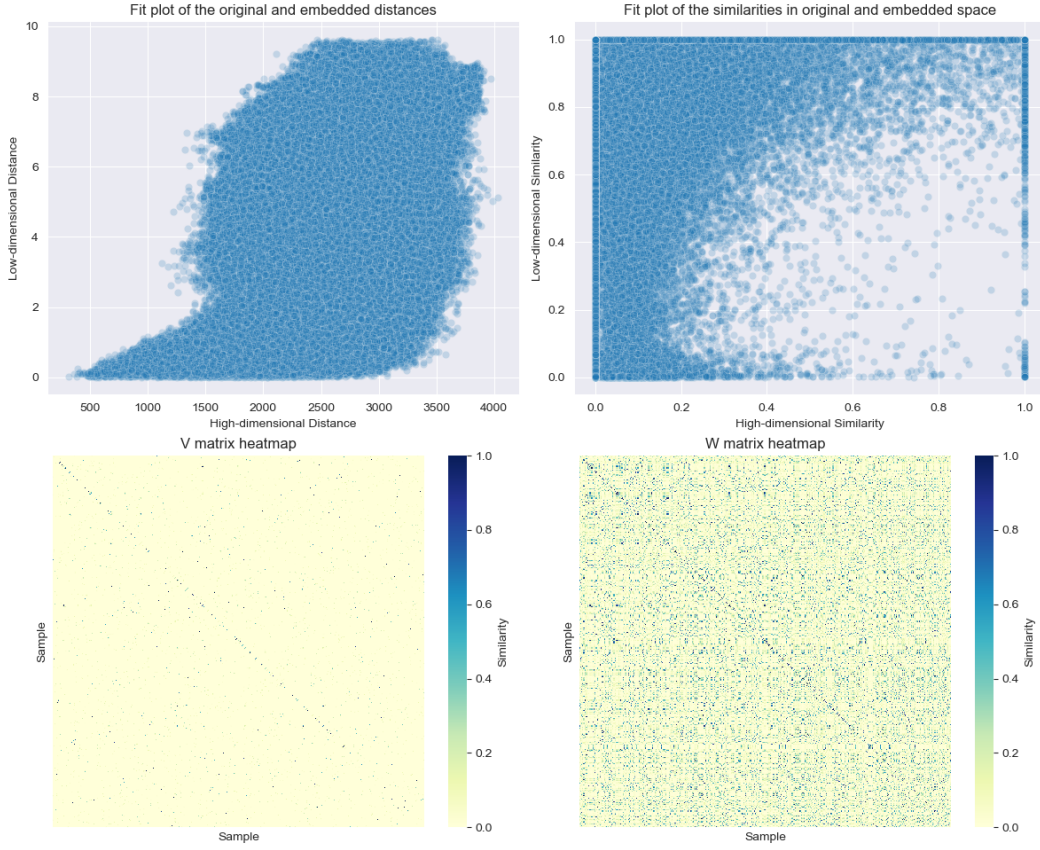 Fit plot of the original and embedded distances
Low-dimensional Distance
10
8
6
4
2
0
500 1000 1500 2000 2500 3000 3500 4000
High-dimensional Distance
Fit plot of the similarities in original and embedded space
Low-dimensional Similarity
1.0
0.8
0.6
0.4
0.2
0.0
0.0 0.2 0.4 0.6 0.8 1.0
High-dimensional Similarity
V matrix heatmap
Sample
Sample
1.0
0.8
0.6
0.4
0.2
0.0
Similarity
W matrix heatmap
Sample
Sample
1.0
0.8
0.6
0.4
0.2
0.0
Similarity